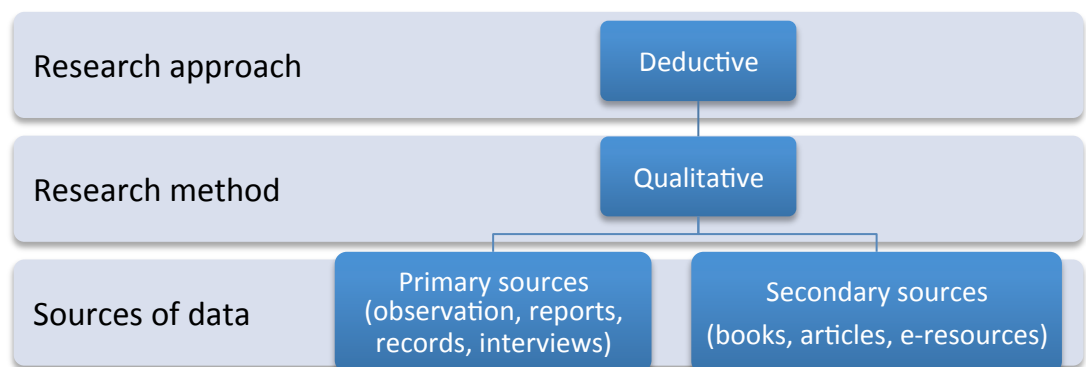 Research approach
Deductive
Research method
Qualitative
Sources of data
Primary sources
(observation, reports,
records, interviews)
Secondary sources
(books, articles, e-resources)